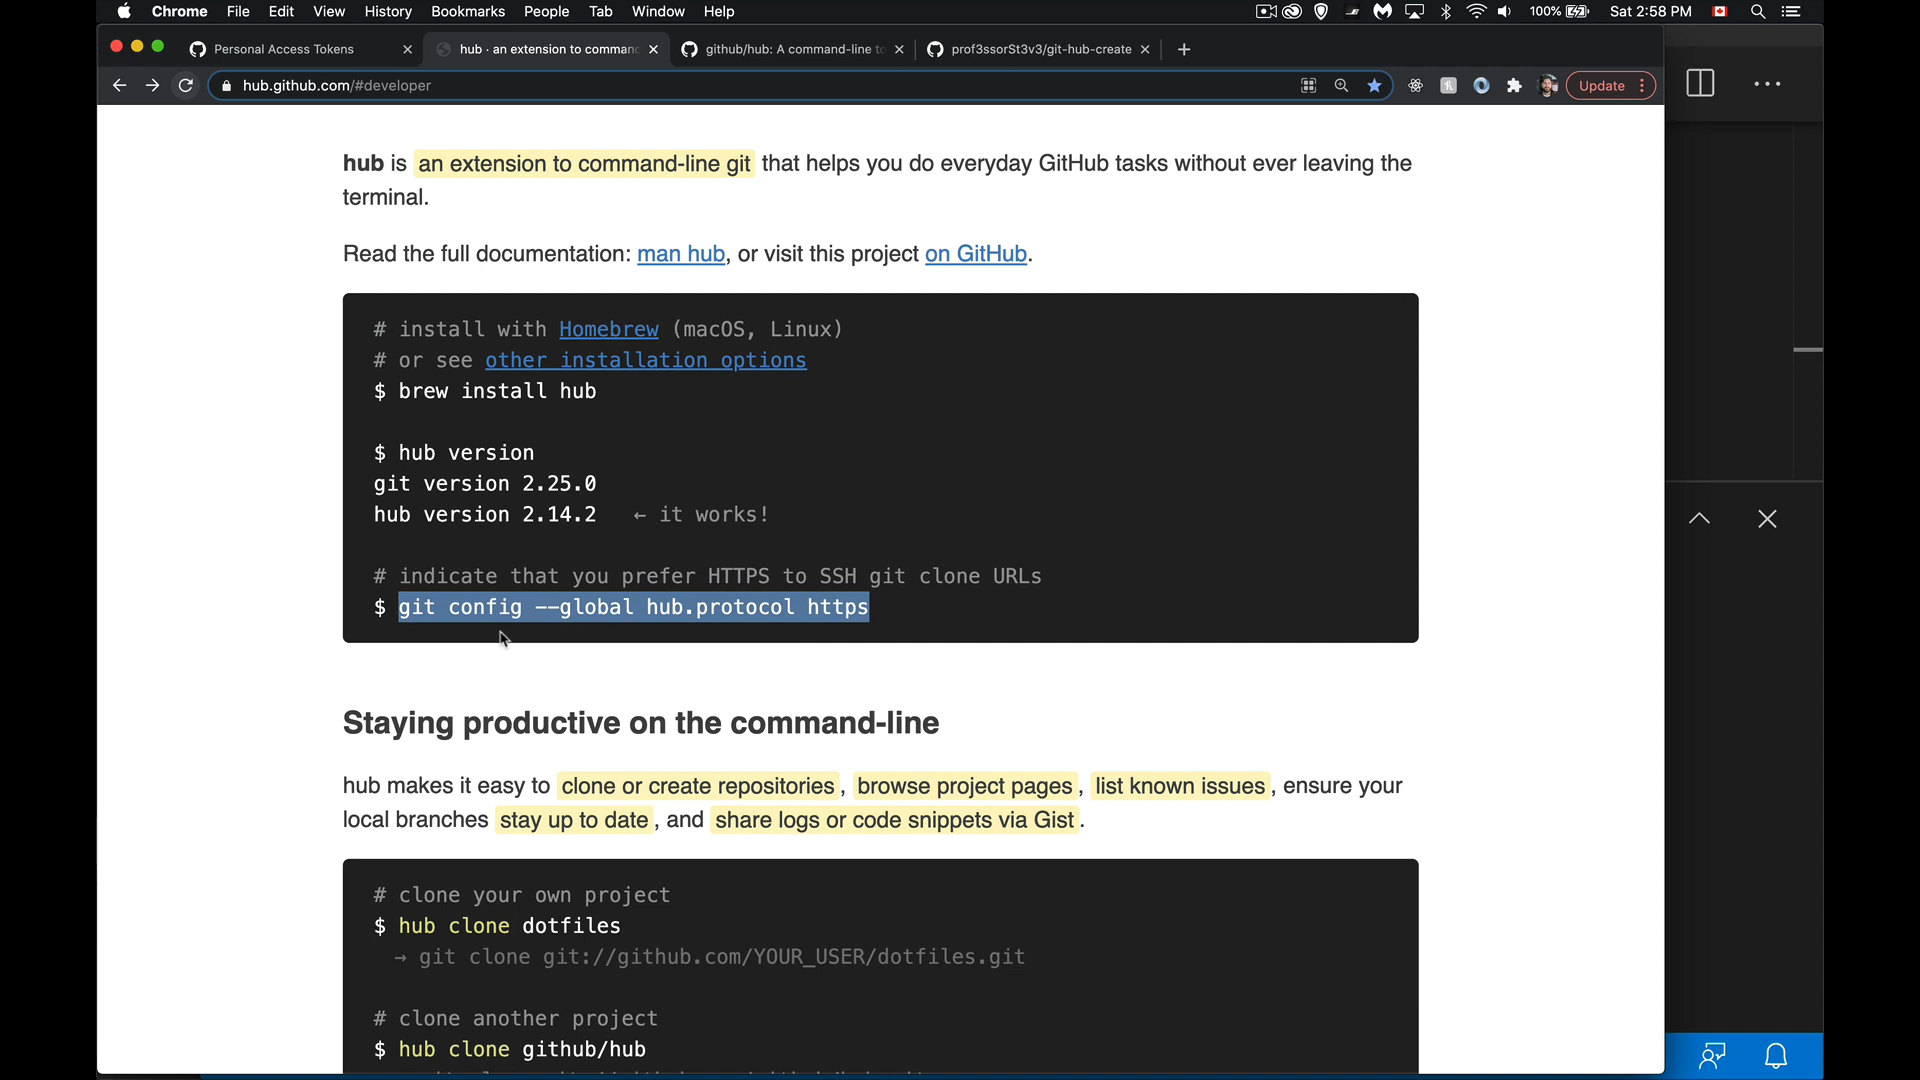 Chrome File Edit View History Bookmarks People Tab Window Help 100% Sat 2:58 PM
Personal Access Tokens hub · an extension to comman github/hub: A command-line to prof3ssorSt3v3/git-hub-create
hub.github.com/#developer Update
hub is an extension to command-line git that helps you do everyday GitHub tasks without ever leaving the
terminal.
Read the full documentation: man hub, or visit this project on GitHub.
# install with Homebrew (macOS, Linux)
# or see other installation options
$ brew install hub
$ hub version
git version 2.25.0
hub version 2.14.2 ← it works!
# indicate that you prefer HTTPS to SSH git clone URLs
$ git config --global hub.protocol https
Staying productive on the command-line
hub makes it easy to clone or create repositories, browse project pages, list known issues, ensure your
local branches stay up to date, and share logs or code snippets via Gist.
# clone your own project
$ hub clone dotfiles
→ git clone git://github.com/YOUR_USER/dotfiles.git
# clone another project
$ hub clone github/hub